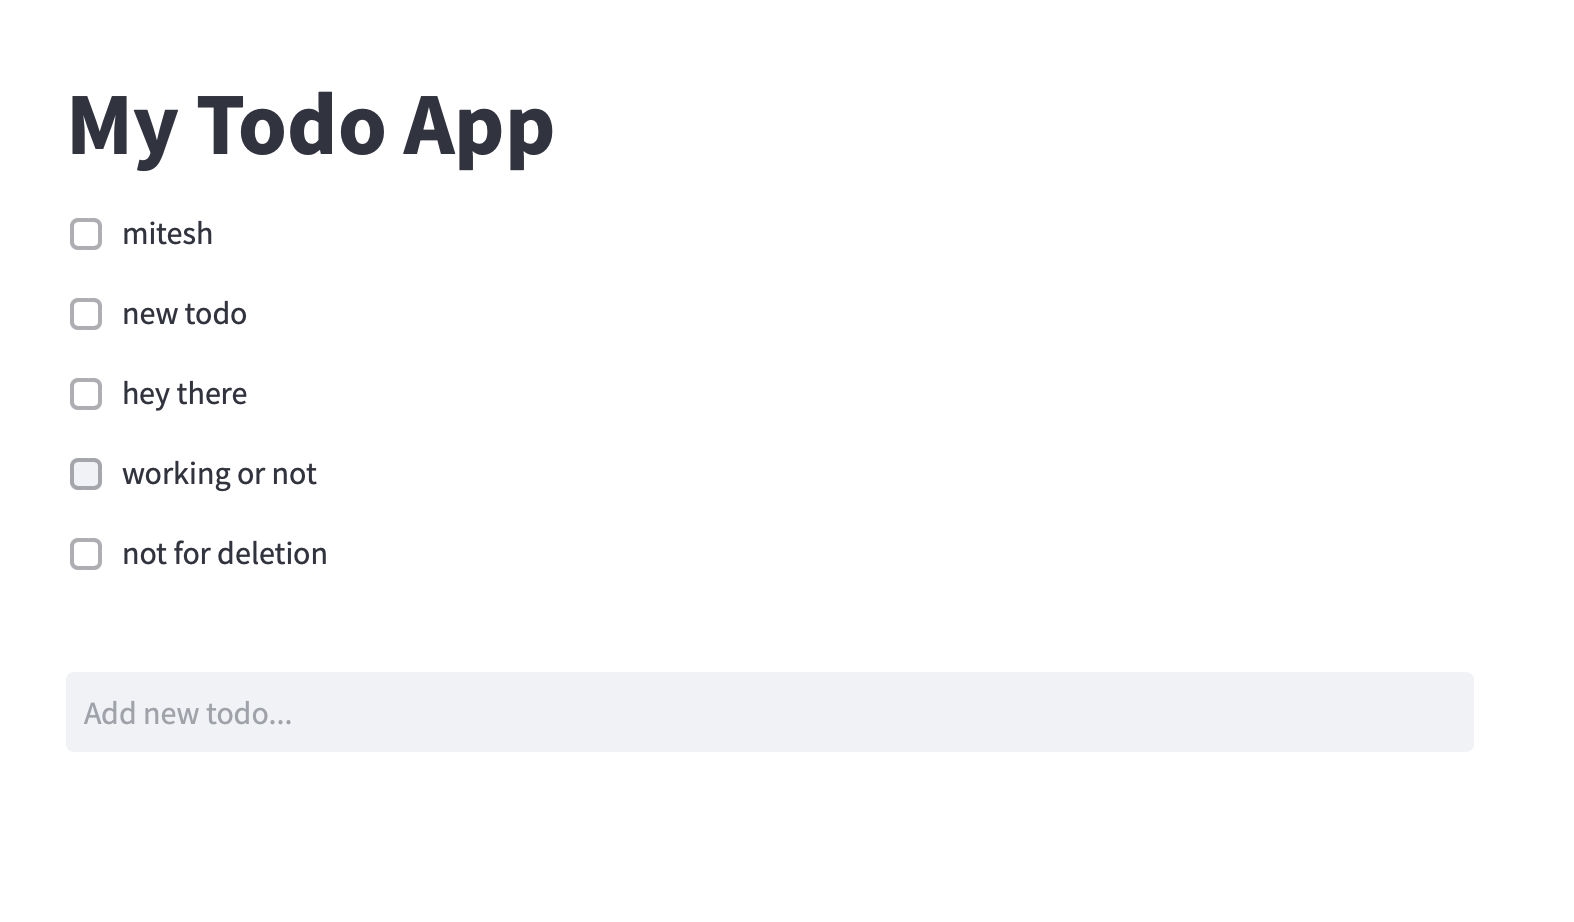 My Todo App
mitesh
new todo
hey there
working or not
not for deletion
Add new todo...